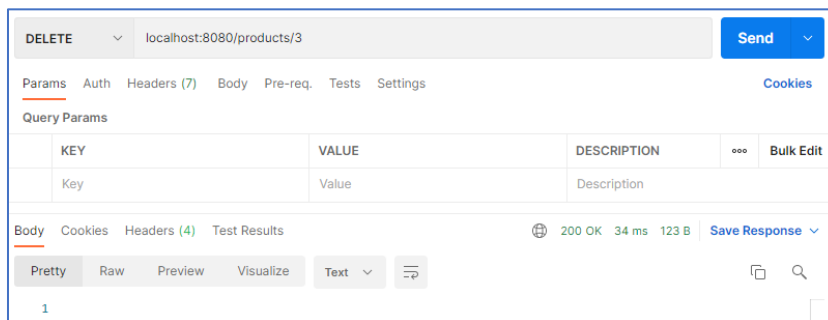 DELETE localhost:8080/products/3 Send
Params Auth Headers (7) Body Pre-req. Tests Settings Cookies
Query Params
KEY VALUE DESCRIPTION ooo Bulk Edit
Key Value Description
Body Cookies Headers (4) Test Results 200 OK 34 ms 123 B Save Response
Pretty Raw Preview Visualize Text
1